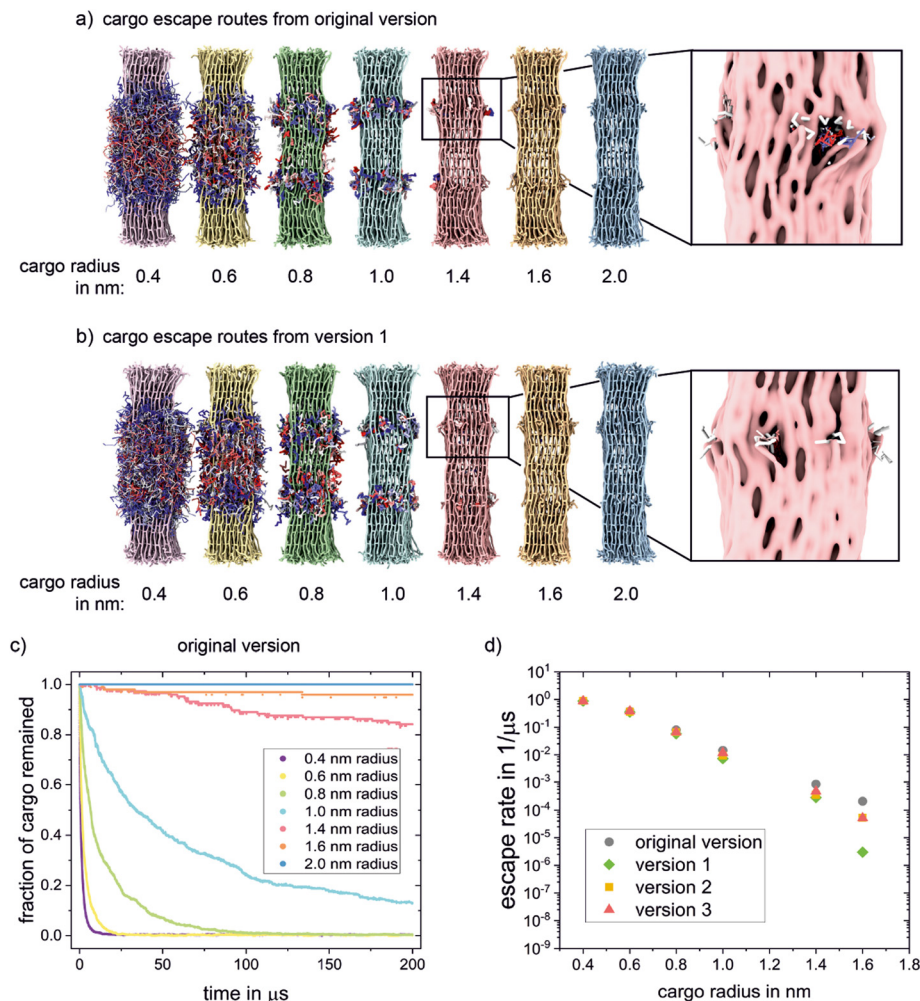 a) cargo escape routes from original version
cargo radius
in nm:
0.4 0.6 0.8 1.0 1.4 1.6 2.0
b) cargo escape routes from version 1
cargo radius
in nm:
0.4 0.6 0.8 1.0 1.4 1.6 2.0
c) original version
fraction of cargo remained
1.0
0.8
0.6
0.4
0.2
0.0
0.4 nm radius
0.6 nm radius
0.8 nm radius
1.0 nm radius
1.4 nm radius
1.6 nm radius
2.0 nm radius
0 50 100 150 200
time in µs
d)
escape rate in 1/µs
10¹
10⁰
10⁻¹
10⁻²
10⁻³
10⁻⁴
10⁻⁵
10⁻⁶
10⁻⁷
10⁻⁸
10⁻⁹
original version
version 1
version 2
version 3
0.4 0.6 0.8 1.0 1.2 1.4 1.6 1.8
cargo radius in nm